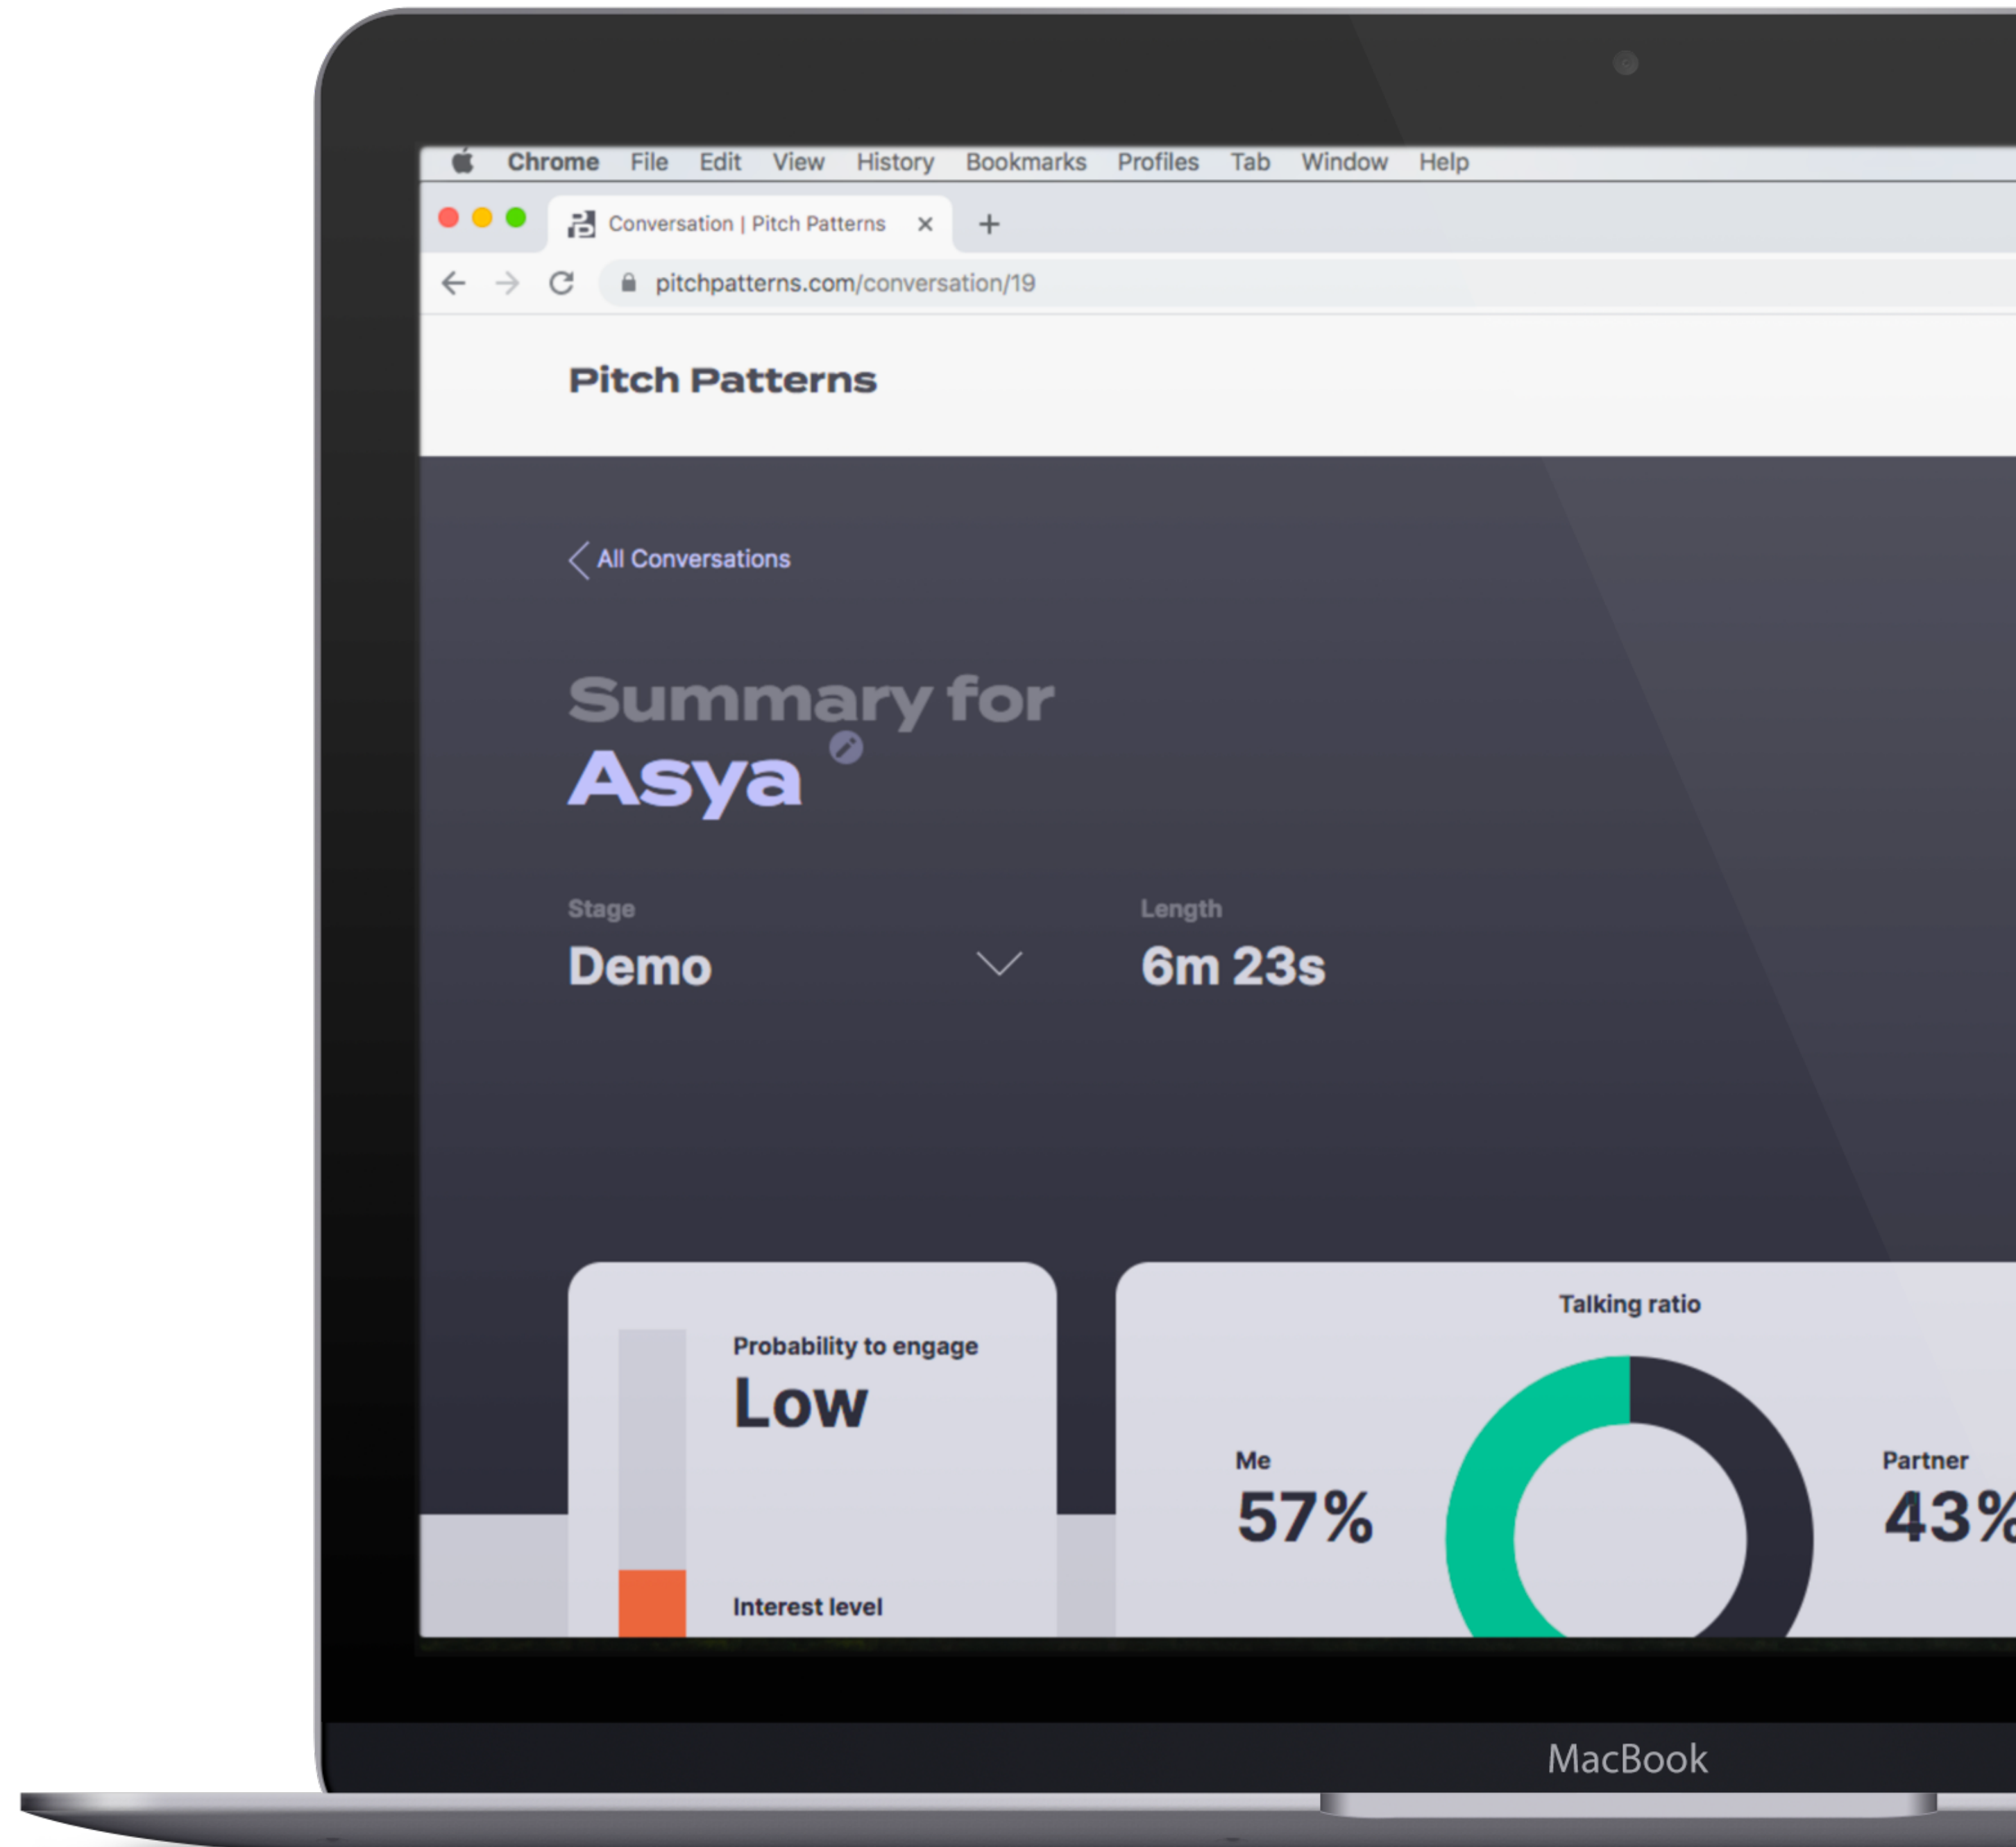 Chrome File Edit View History Bookmarks Profiles Tab Window Help
Conversation | Pitch Patterns
pitchpatterns.com/conversation/19
Pitch Patterns
All Conversations
Summary for
Asya
Stage
Demo
Length
6m 23s
Probability to engage
Low
Interest level
Talking ratio
Me
57%
Partner
43%
MacBook